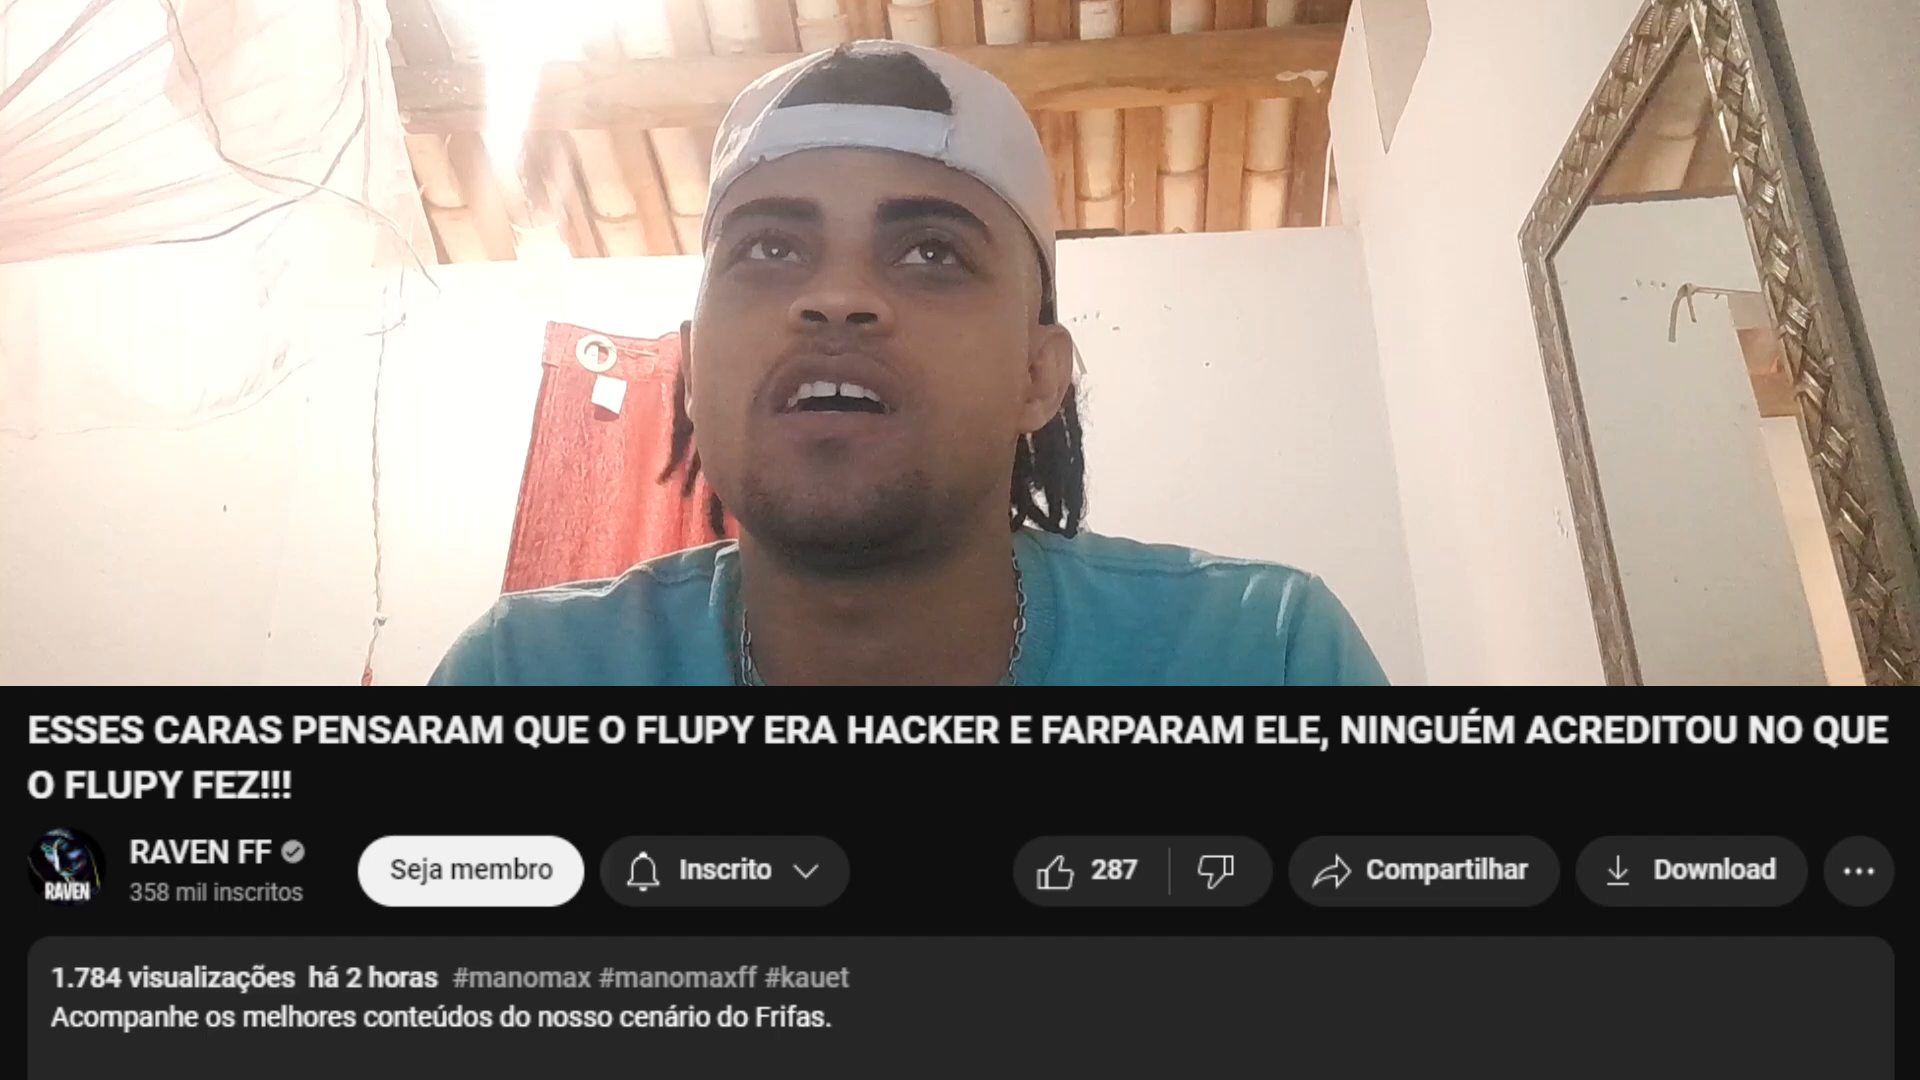 ESSES CARAS PENSARAM QUE O FLUPY ERA HACKER E FARPARAM ELE, NINGUÉM ACREDITOU NO QUE
O FLUPY FEZ!!!
RAVEN
RAVEN FF
358 mil inscritos
Seja membro
Inscrito
287
Compartilhar
Download
1.784 visualizações há 2 horas #manomax #manomaxff #kauet
Acompanhe os melhores conteúdos do nosso cenário do Frifas.